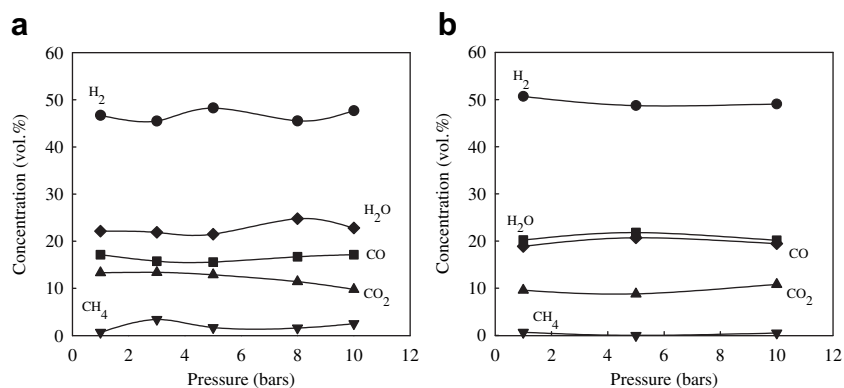 a
60
50
40
30
20
10
0
Concentration (vol.%)
H2
H2O
CO
CO2
CH4
0 2 4 6 8 10 12
Pressure (bars)
b
60
50
40
30
20
10
0
Concentration (vol.%)
H2
H2O
CO
CO2
CH4
0 2 4 6 8 10 12
Pressure (bars)